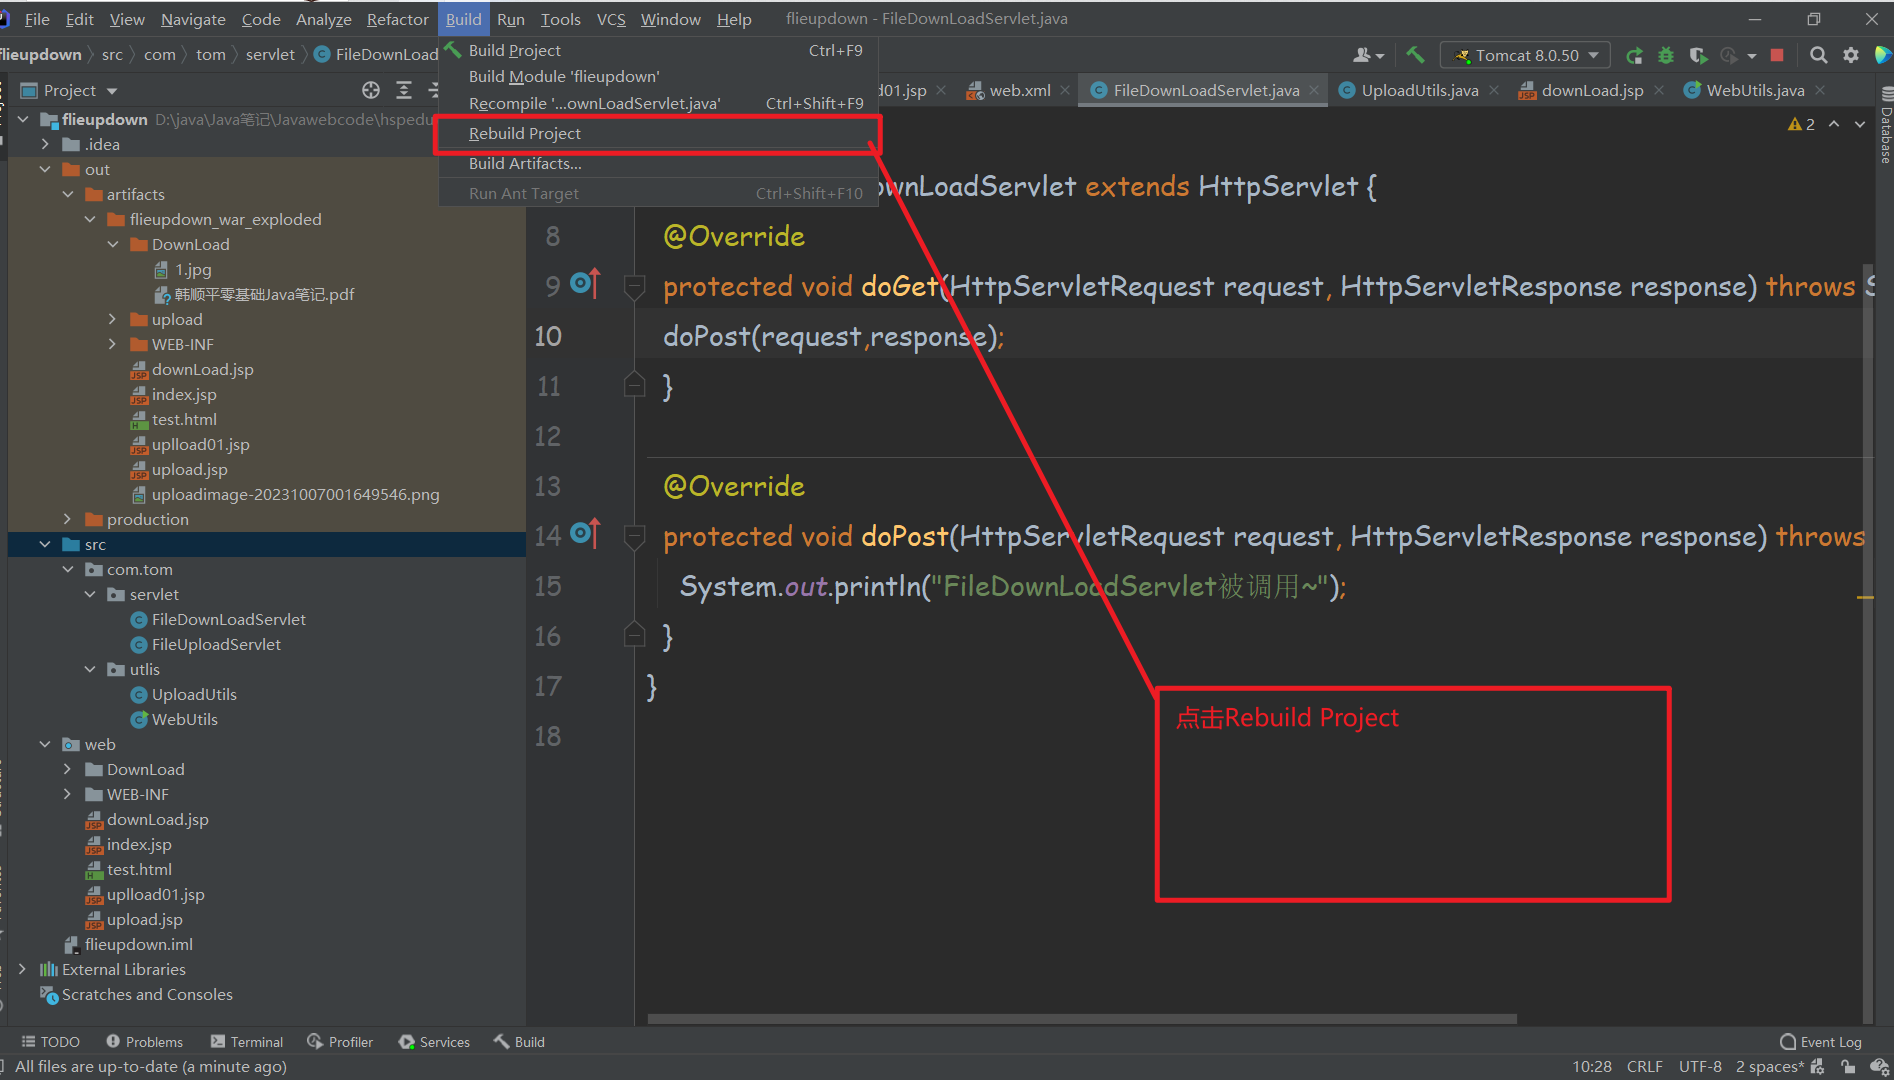 File Edit View Navigate Code Analyze Refactor Build Run Tools VCS Window Help flieupdown - FileDownLoadServlet.java
flieupdown src com tom servlet FileDownLoad
Tomcat 8.0.50
Build Project Ctrl+F9
Build Module 'flieupdown'
Recompile '...ownLoadServlet.java' Ctrl+Shift+F9
Rebuild Project
Build Artifacts...
Run Ant Target Ctrl+Shift+F10
d01.jsp web.xml FileDownLoadServlet.java UploadUtils.java downLoad.jsp WebUtils.java
Project
flieupdown D:\java\Java笔记\Javawebcode\hspedu
.idea
out
artifacts
flieupdown_war_exploded
DownLoad
1.jpg
韩顺平零基础Java笔记.pdf
upload
WEB-INF
downLoad.jsp
index.jsp
test.html
uplload01.jsp
upload.jsp
uploadimage-20231007001649546.png
production
src
com.tom
servlet
FileDownLoadServlet
FileUploadServlet
utlis
UploadUtils
WebUtils
web
DownLoad
WEB-INF
downLoad.jsp
index.jsp
test.html
uplload01.jsp
upload.jsp
flieupdown.iml
External Libraries
Scratches and Consoles
2
Database
ownLoadServlet extends HttpServlet {
8 @Override
9 protected void doGet(HttpServletRequest request, HttpServletResponse response) throws S
10 doPost(request,response);
11 }
12
13 @Override
14 protected void doPost(HttpServletRequest request, HttpServletResponse response) throws
15 System.out.println("FileDownLoadServlet被调用~");
16 }
17 }
18
点击Rebuild Project
TODO Problems Terminal Profiler Services Build Event Log
All files are up-to-date (a minute ago) 10:28 CRLF UTF-8 2 spaces*